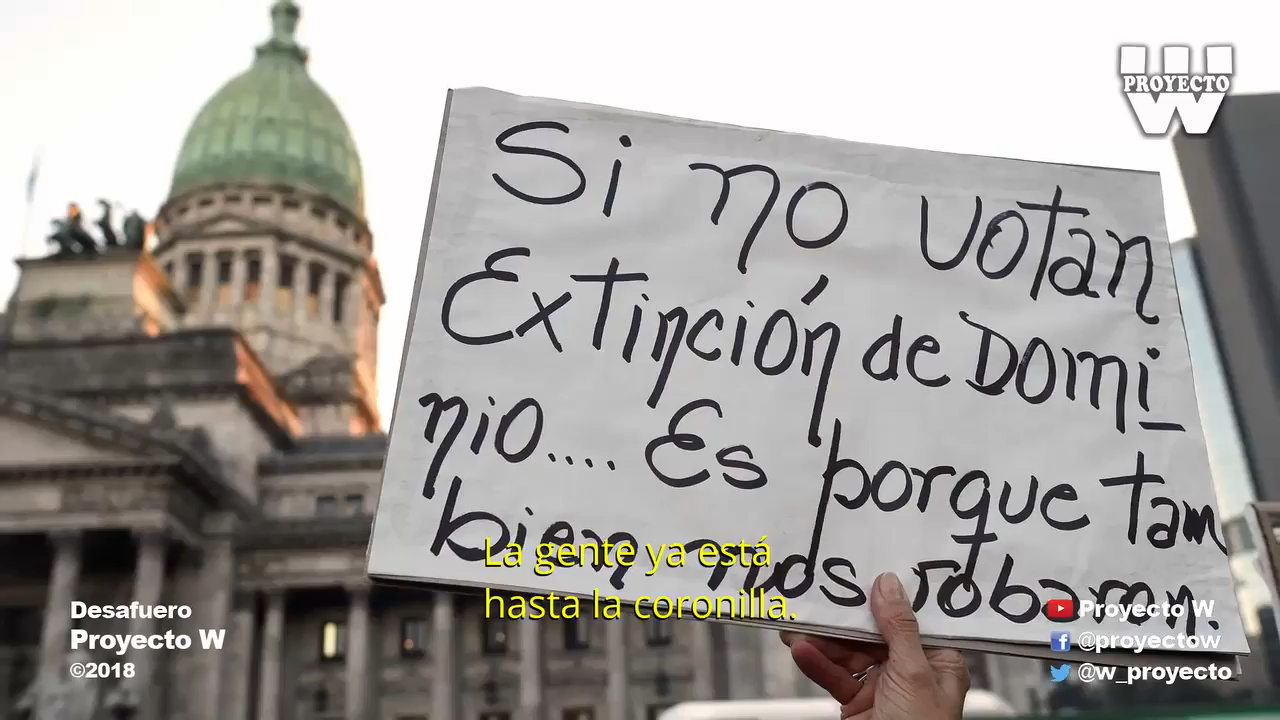 PROYECTO
W
Si no votan
Extinción de Domi_
nio.... Es porque tam
bien nos robaron.
La gente ya está
hasta la coronilla.
Desafuero
Proyecto W
©2018
Proyecto W
@proyectow
@w_proyecto